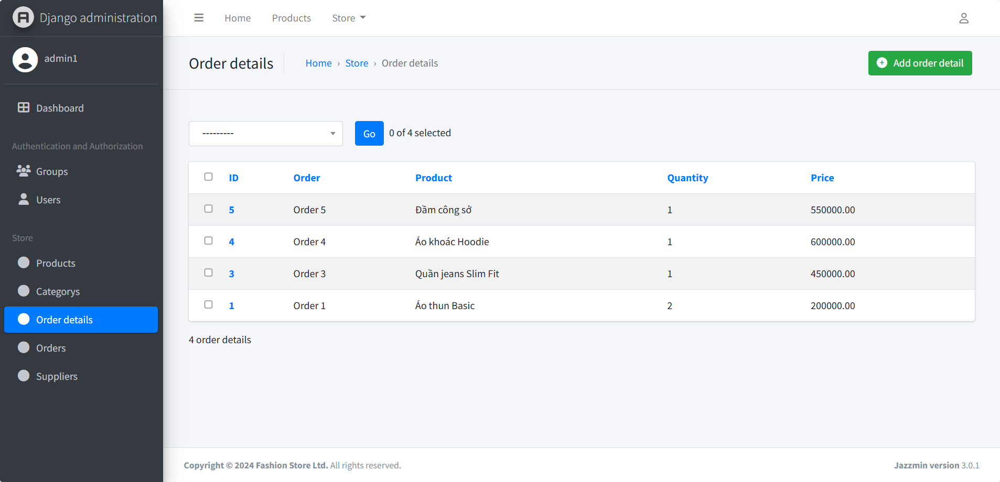 Django administration
Home Products Store
admin1
Order details
Home › Store › Order details
Add order detail
Dashboard
---------
Go
0 of 4 selected
Authentication and Authorization
Groups
Users
ID Order Product Quantity Price
5 Order 5 Đầm công sở 1 550000.00
4 Order 4 Áo khoác Hoodie 1 600000.00
3 Order 3 Quần jeans Slim Fit 1 450000.00
1 Order 1 Áo thun Basic 2 200000.00
4 order details
Store
Products
Categorys
Order details
Orders
Suppliers
Copyright © 2024 Fashion Store Ltd. All rights reserved.
Jazzmin version 3.0.1